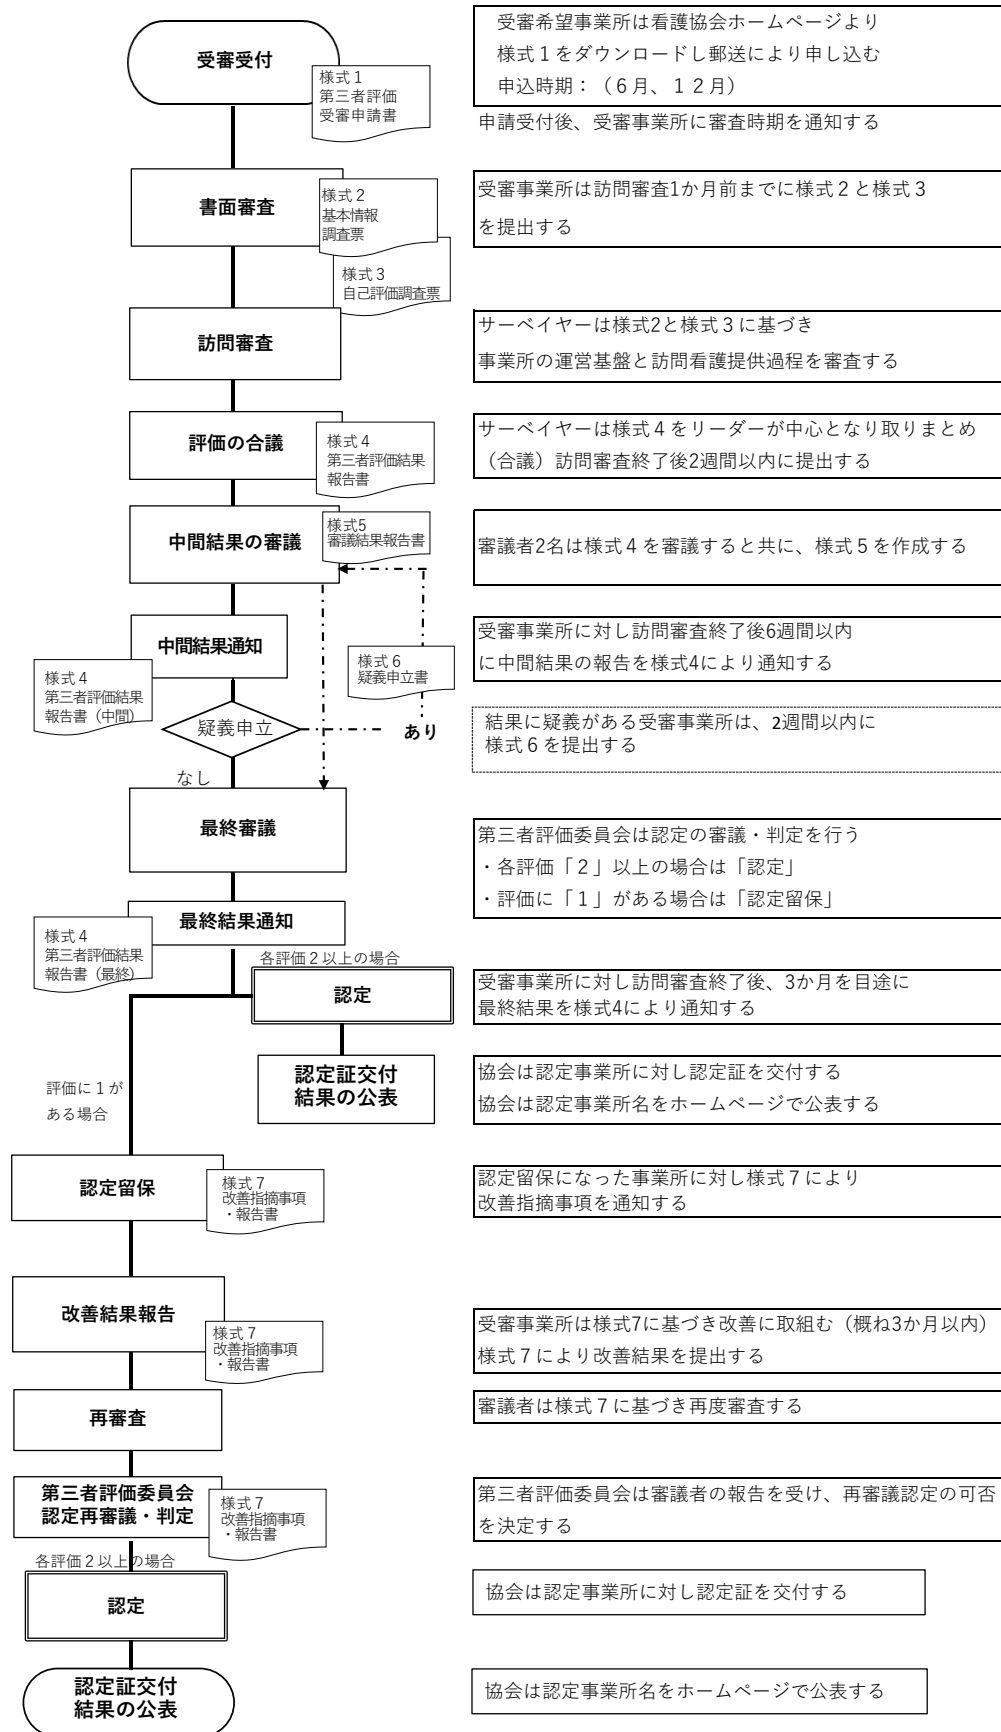 受審受付
様式１
第三者評価
受審申請書
受審希望事業所は看護協会ホームページより
様式１をダウンロードし郵送により申し込む
申込時期：（６月、１２月）
申請受付後、受審事業所に審査時期を通知する
書面審査
様式２
基本情報
調査票
様式３
自己評価調査票
受審事業所は訪問審査1か月前までに様式２と様式３
を提出する
訪問審査
サーベイヤーは様式2と様式３に基づき
事業所の運営基盤と訪問看護提供過程を審査する
評価の合議
様式４
第三者評価結果
報告書
サーベイヤーは様式４をリーダーが中心となり取りまとめ
（合議）訪問審査終了後2週間以内に提出する
中間結果の審議
様式5
審議結果報告書
審議者2名は様式４を審議すると共に、様式５を作成する
中間結果通知
様式４
第三者評価結果
報告書（中間）
様式６
疑義申立書
受審事業所に対し訪問審査終了後6週間以内
に中間結果の報告を様式4により通知する
疑義申立
あり
なし
結果に疑義がある受審事業所は、2週間以内に
様式６を提出する
最終審議
第三者評価委員会は認定の審議・判定を行う
・各評価「２」以上の場合は「認定」
・評価に「１」がある場合は「認定留保」
最終結果通知
様式４
第三者評価結果
報告書（最終）
各評価２以上の場合
認定
受審事業所に対し訪問審査終了後、3か月を目途に
最終結果を様式4により通知する
認定証交付
結果の公表
協会は認定事業所に対し認定証を交付する
協会は認定事業所名をホームページで公表する
評価に１が
ある場合
認定留保
様式７
改善指摘事項
・報告書
認定留保になった事業所に対し様式７により
改善指摘事項を通知する
改善結果報告
様式７
改善指摘事項
・報告書
受審事業所は様式7に基づき改善に取組む（概ね3か月以内）
様式７により改善結果を提出する
再審査
審議者は様式７に基づき再度審査する
第三者評価委員会
認定再審議・判定
様式７
改善指摘事項
・報告書
第三者評価委員会は審議者の報告を受け、再審議認定の可否
を決定する
各評価２以上の場合
認定
協会は認定事業所に対し認定証を交付する
認定証交付
結果の公表
協会は認定事業所名をホームページで公表する